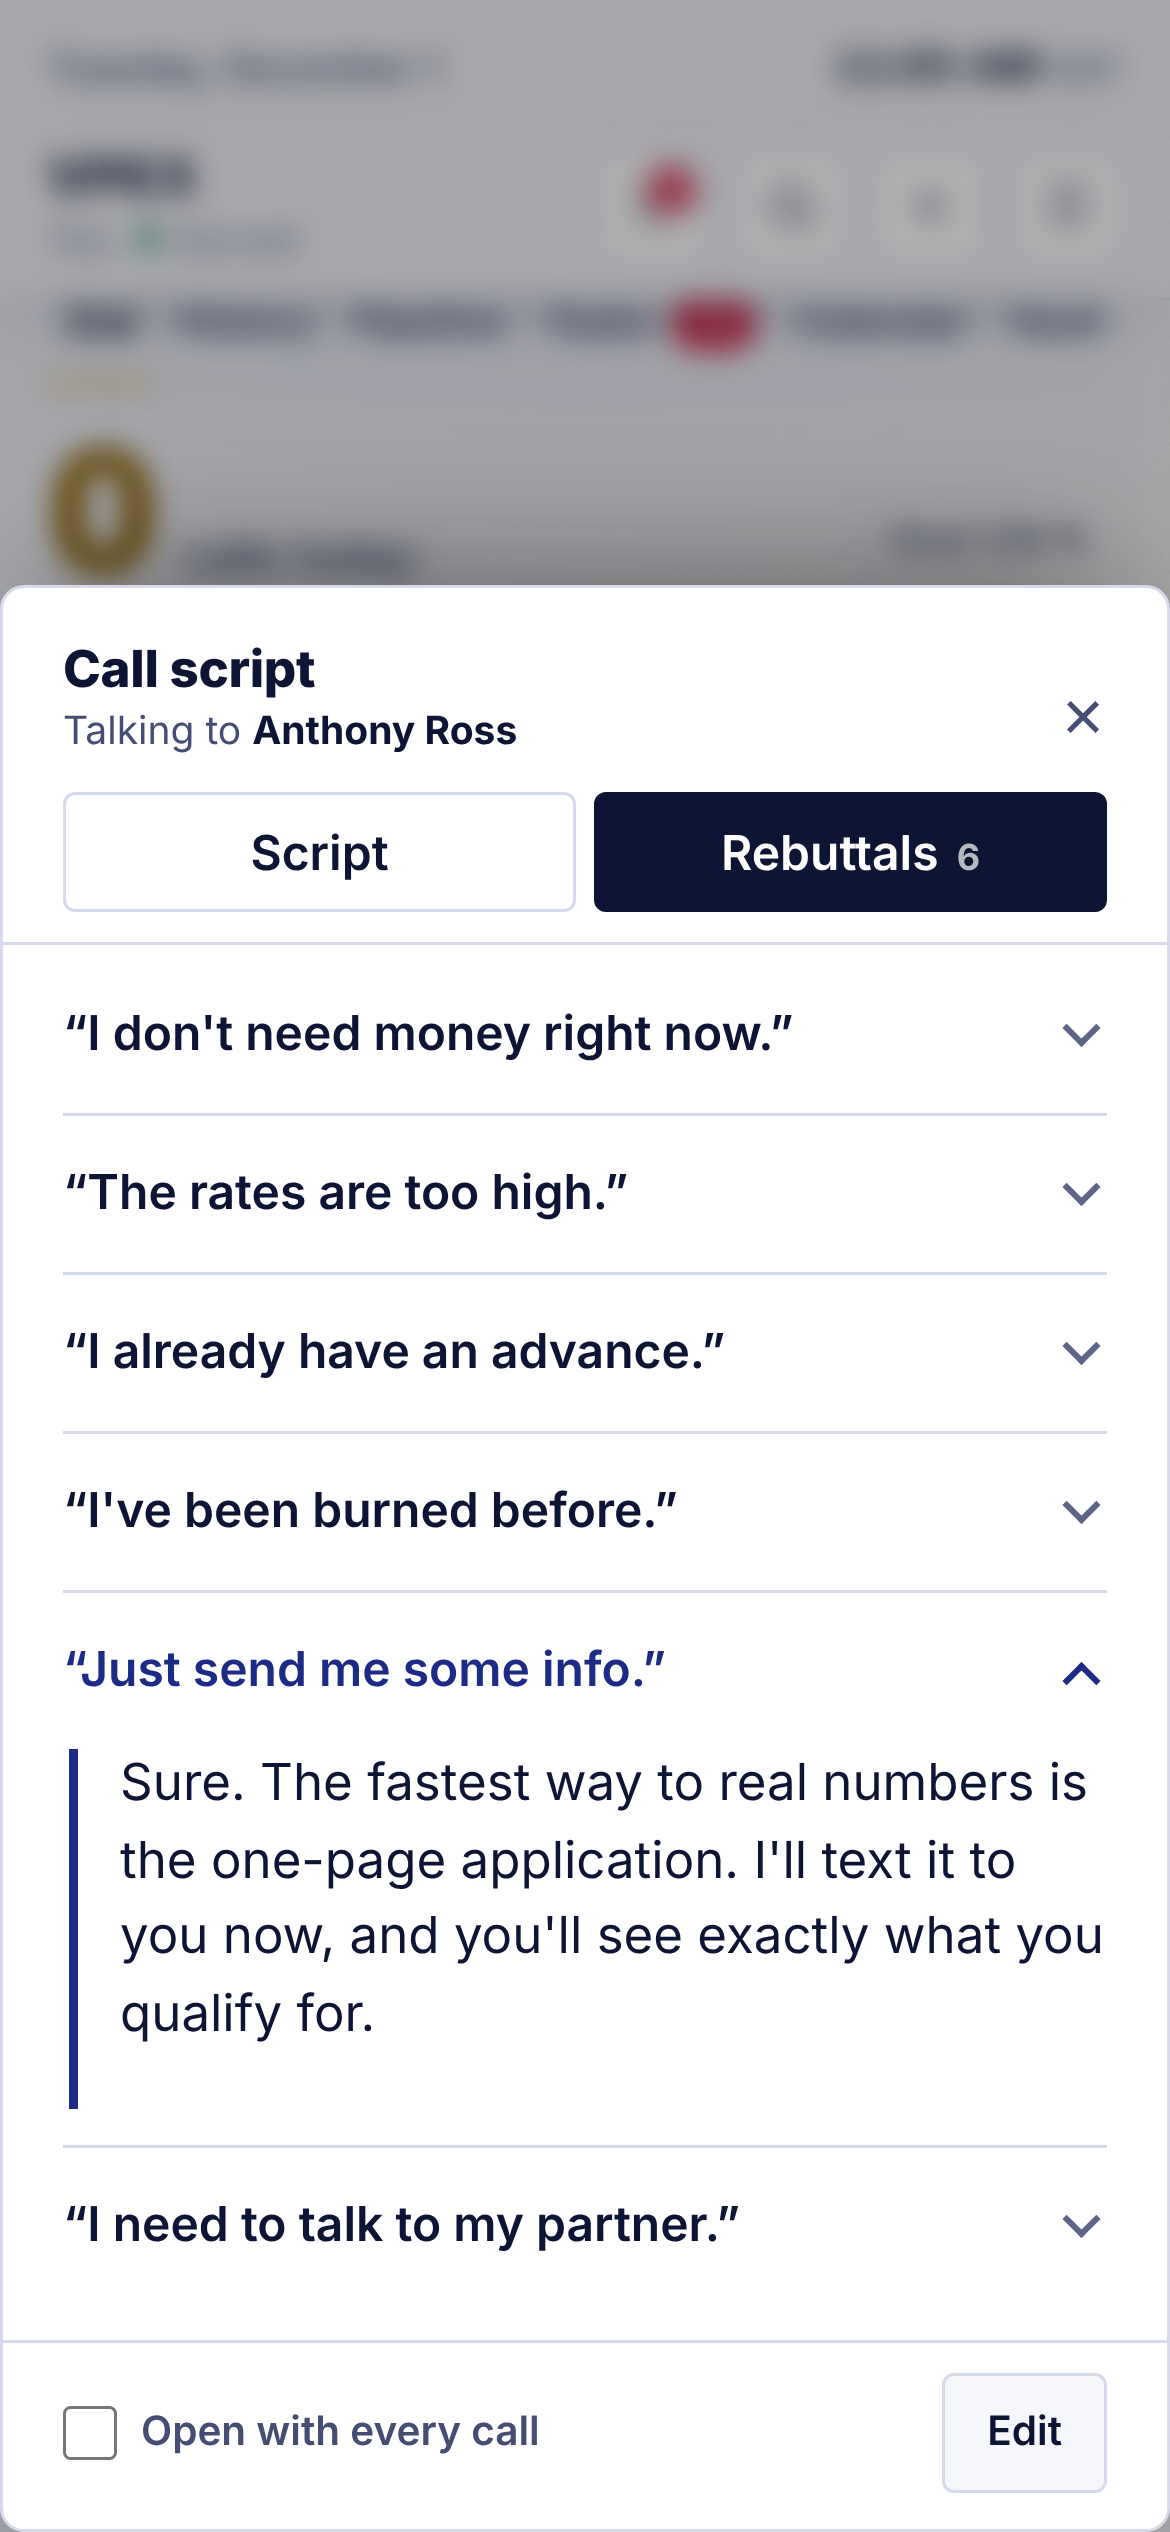 0
Call script
Talking to Anthony Ross
Script
Rebuttals 6
“I don't need money right now.”
“The rates are too high.”
“I already have an advance.”
“I've been burned before.”
“Just send me some info.”
Sure. The fastest way to real numbers is
the one-page application. I'll text it to
you now, and you'll see exactly what you
qualify for.
“I need to talk to my partner.”
Open with every call
Edit